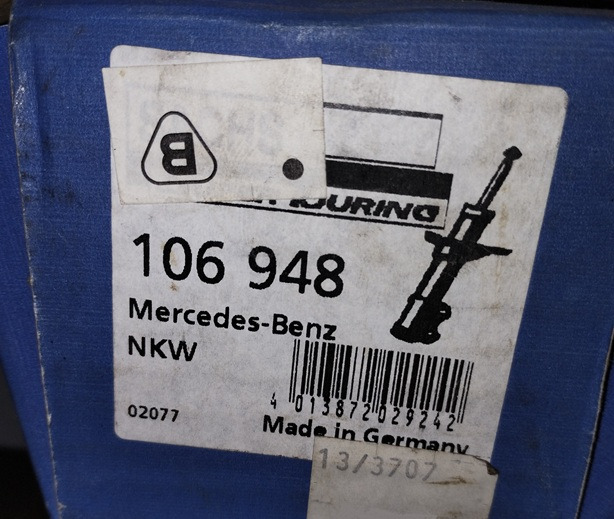 B
TOURING
106 948
Mercedes-Benz
NKW
4 013872 029242
02077
Made in Germany
13/3707